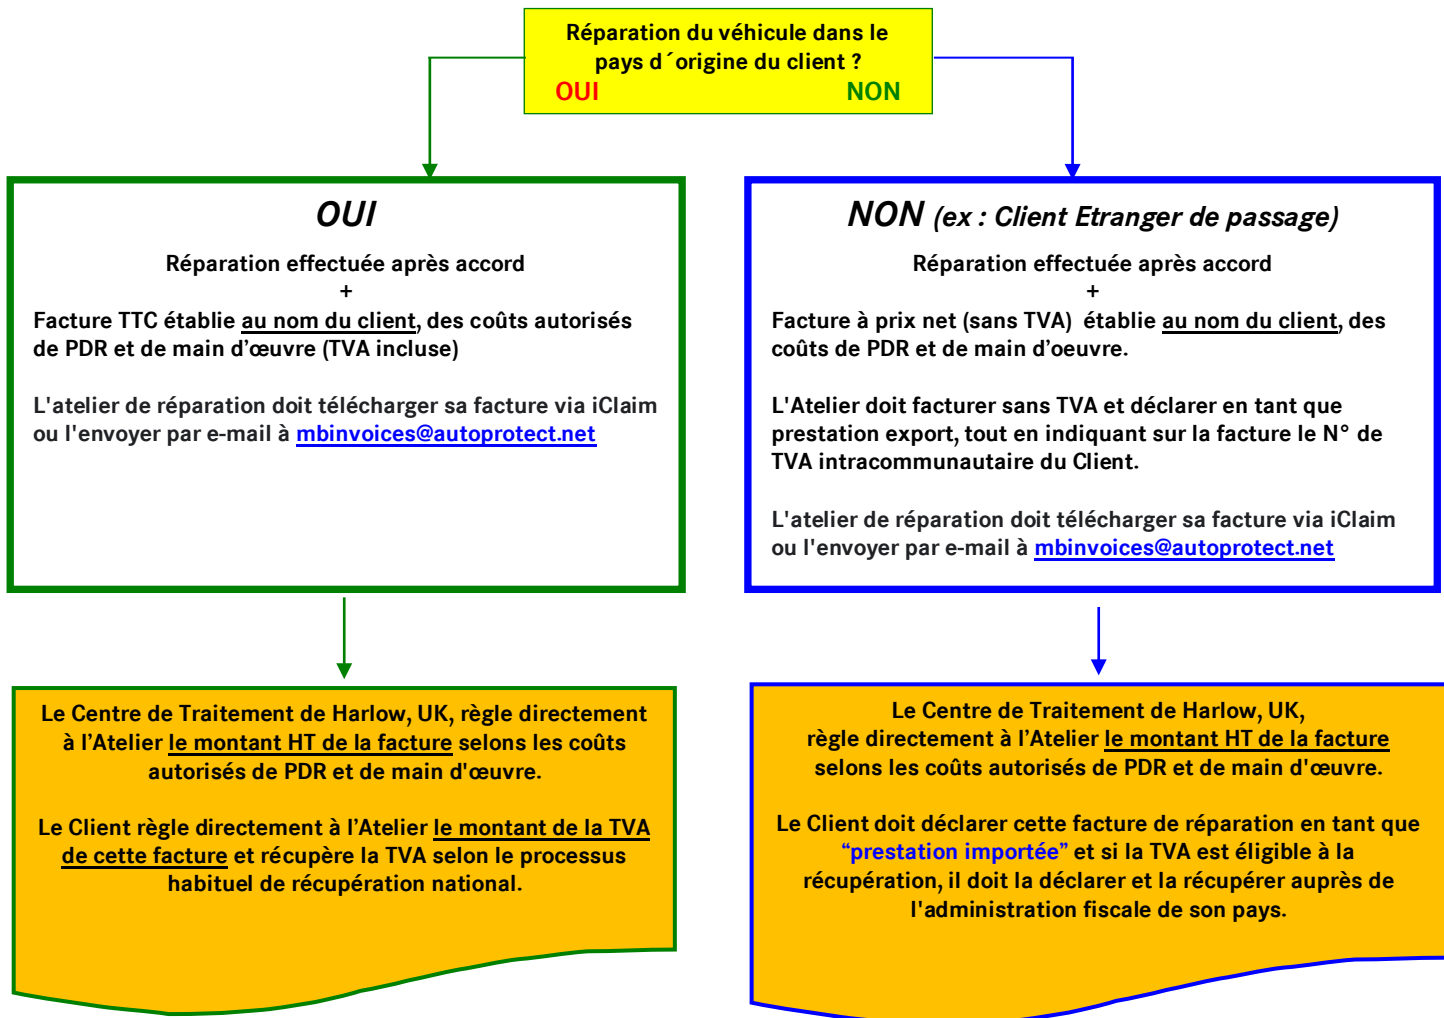 Réparation du véhicule dans le
pays d´origine du client ?
OUI NON
OUI
Réparation effectuée après accord
+
Facture TTC établie au nom du client, des coûts autorisés
de PDR et de main d’œuvre (TVA incluse)
L'atelier de réparation doit télécharger sa facture via iClaim
ou l'envoyer par e-mail à mbinvoices@autoprotect.net
NON (ex : Client Etranger de passage)
Réparation effectuée après accord
+
Facture à prix net (sans TVA) établie au nom du client, des
coûts de PDR et de main d’oeuvre.
L'Atelier doit facturer sans TVA et déclarer en tant que
prestation export, tout en indiquant sur la facture le N° de
TVA intracommunautaire du Client.
L'atelier de réparation doit télécharger sa facture via iClaim
ou l'envoyer par e-mail à mbinvoices@autoprotect.net
Le Centre de Traitement de Harlow, UK, règle directement
à l’Atelier le montant HT de la facture selons les coûts
autorisés de PDR et de main d'œuvre.
Le Client règle directement à l’Atelier le montant de la TVA
de cette facture et récupère la TVA selon le processus
habituel de récupération national.
Le Centre de Traitement de Harlow, UK,
règle directement à l’Atelier le montant HT de la facture
selons les coûts autorisés de PDR et de main d'œuvre.
Le Client doit déclarer cette facture de réparation en tant que
“prestation importée” et si la TVA est éligible à la
récupération, il doit la déclarer et la récupérer auprès de
l'administration fiscale de son pays.